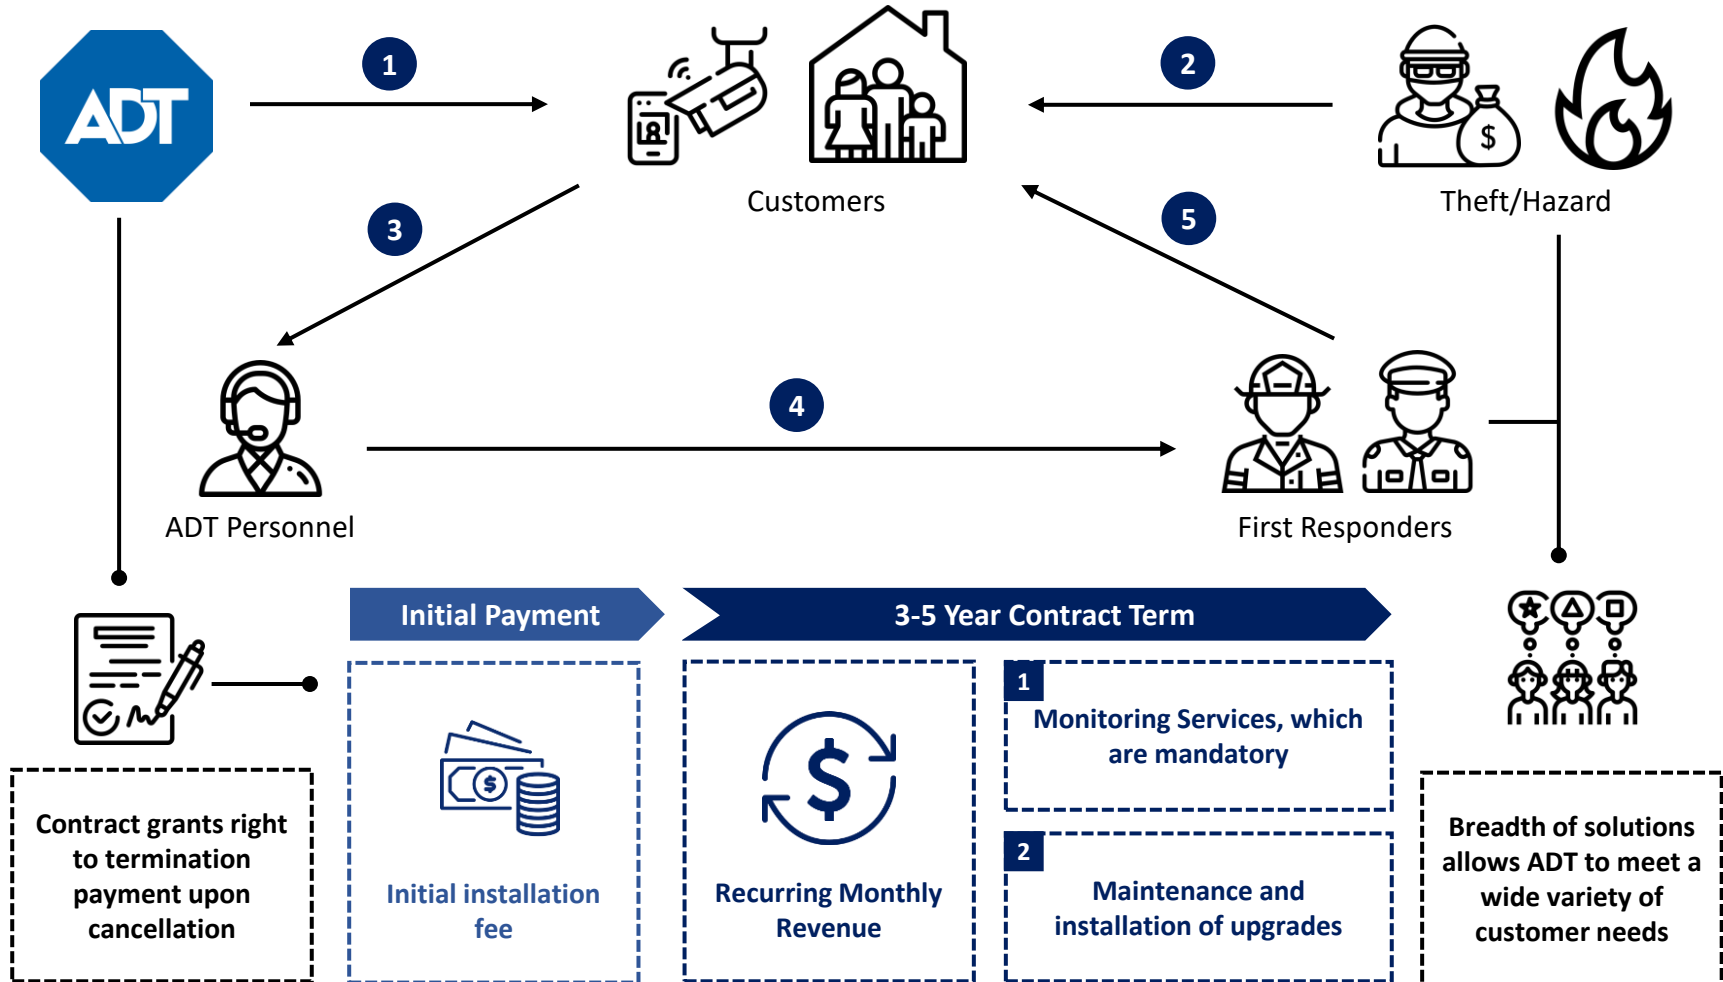 ADT
1
2
Customers
Theft/Hazard
$
3
5
4
ADT Personnel
First Responders
Initial Payment
3-5 Year Contract Term
Contract grants right
to termination
payment upon
cancellation
$
Initial installation
fee
$
Recurring Monthly
Revenue
1
Monitoring Services, which
are mandatory
2
Maintenance and
installation of upgrades
Breadth of solutions
allows ADT to meet a
wide variety of
customer needs